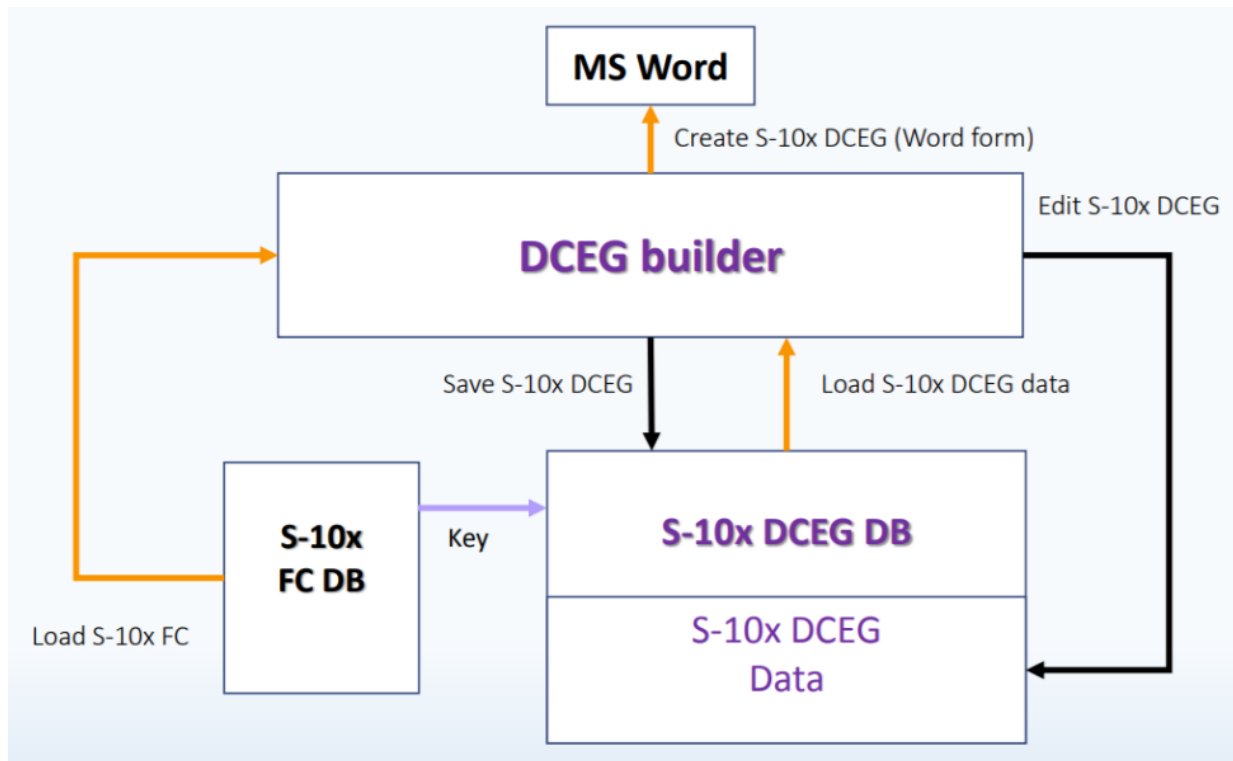 MS Word
Create S-10x DCEG (Word form)
Edit S-10x DCEG
DCEG builder
Save S-10x DCEG
Load S-10x DCEG data
S-10x
FC DB
Key
S-10x DCEG DB
Load S-10x FC
S-10x DCEG
Data